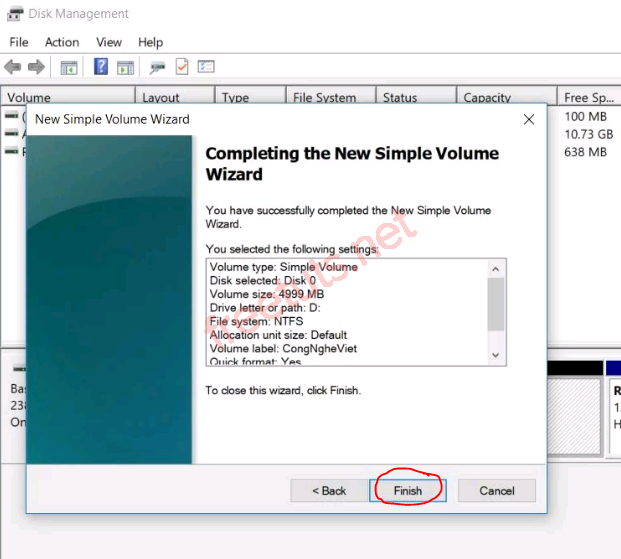 Disk Management
File Action View Help
Volume Layout Type File System Status Capacity Free Sp...
100 MB
10.73 GB
638 MB
New Simple Volume Wizard
Completing the New Simple Volume
Wizard
You have successfully completed the New Simple Volume
Wizard.
You selected the following settings:
Volume type: Simple Volume
Disk selected: Disk 0
Volume size: 4999 MB
Drive letter or path: D:
File system: NTFS
Allocation unit size: Default
Volume label: CongNgheViet
Quick format: Yes
To close this wizard, click Finish.
< Back Finish Cancel
Bas
238
On
freetuts.net